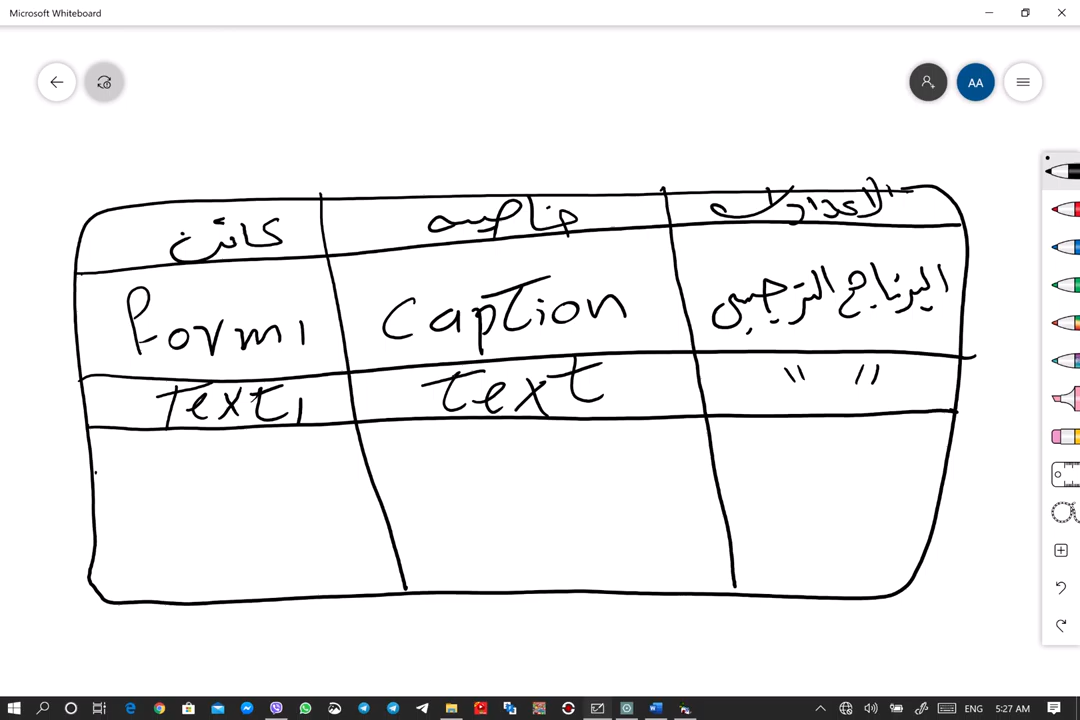 Microsoft Whiteboard
AA
كائن خاصيه الاعدادات
Form1 Caption البرنامج الترحيبي
Text1 Text " "
ENG 5:27 AM